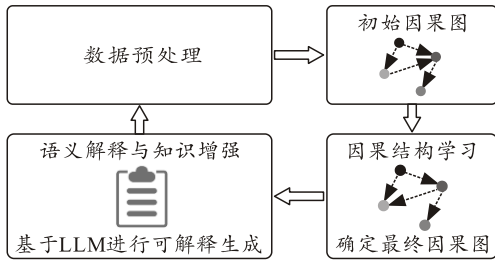 数据预处理
初始因果图
语义解释与知识增强
基于LLM进行可解释生成
因果结构学习
确定最终因果图